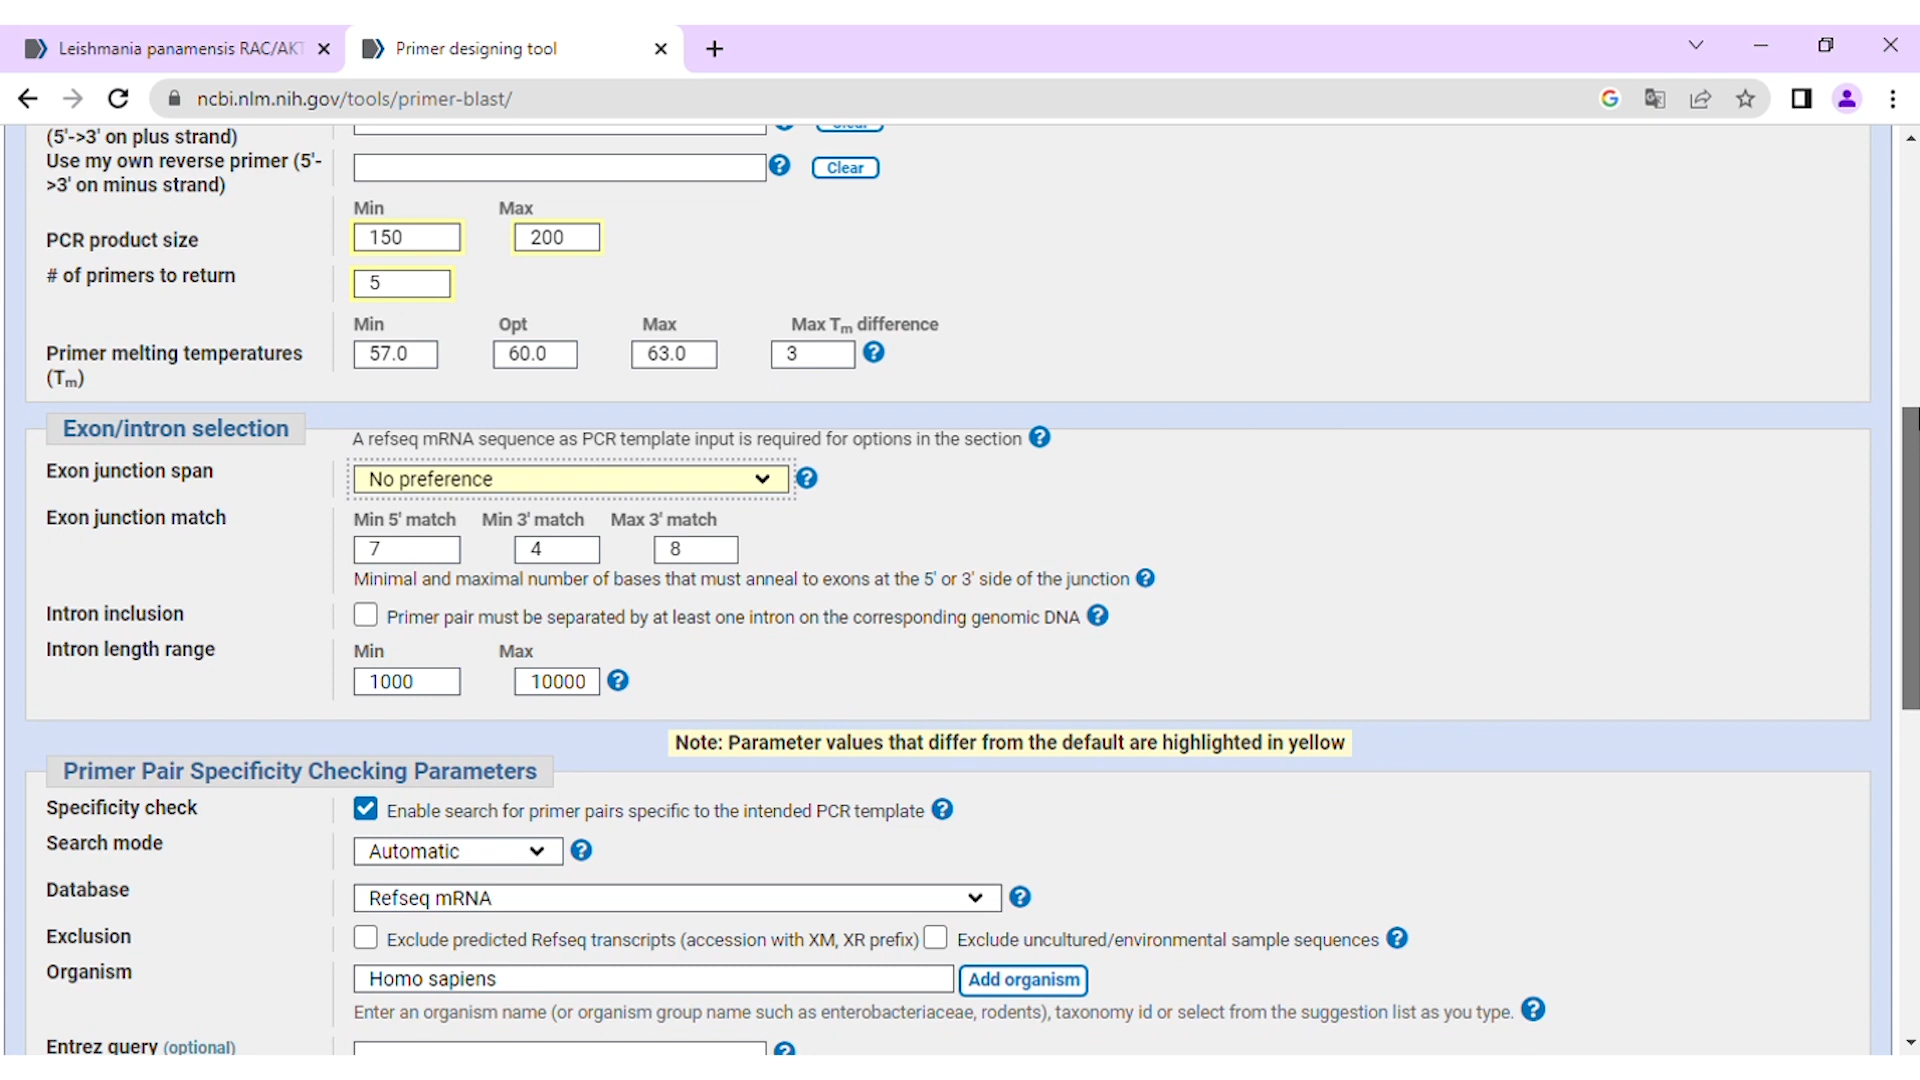 Leishmania panamensis RAC/AKT
Primer designing tool
ncbi.nlm.nih.gov/tools/primer-blast/
(5'->3' on plus strand)
Clear
Use my own reverse primer (5'-
>3' on minus strand)
Clear
Min Max
PCR product size 150 200
# of primers to return 5
Min Opt Max Max Tm difference
Primer melting temperatures 57.0 60.0 63.0 3
(Tm)
Exon/intron selection
A refseq mRNA sequence as PCR template input is required for options in the section
Exon junction span No preference
Exon junction match Min 5' match Min 3' match Max 3' match
7 4 8
Minimal and maximal number of bases that must anneal to exons at the 5' or 3' side of the junction
Intron inclusion Primer pair must be separated by at least one intron on the corresponding genomic DNA
Intron length range Min Max
1000 10000
Note: Parameter values that differ from the default are highlighted in yellow
Primer Pair Specificity Checking Parameters
Specificity check Enable search for primer pairs specific to the intended PCR template
Search mode Automatic
Database Refseq mRNA
Exclusion Exclude predicted Refseq transcripts (accession with XM, XR prefix) Exclude uncultured/environmental sample sequences
Organism Homo sapiens Add organism
Enter an organism name (or organism group name such as enterobacteriaceae, rodents), taxonomy id or select from the suggestion list as you type.
Entrez query (optional)